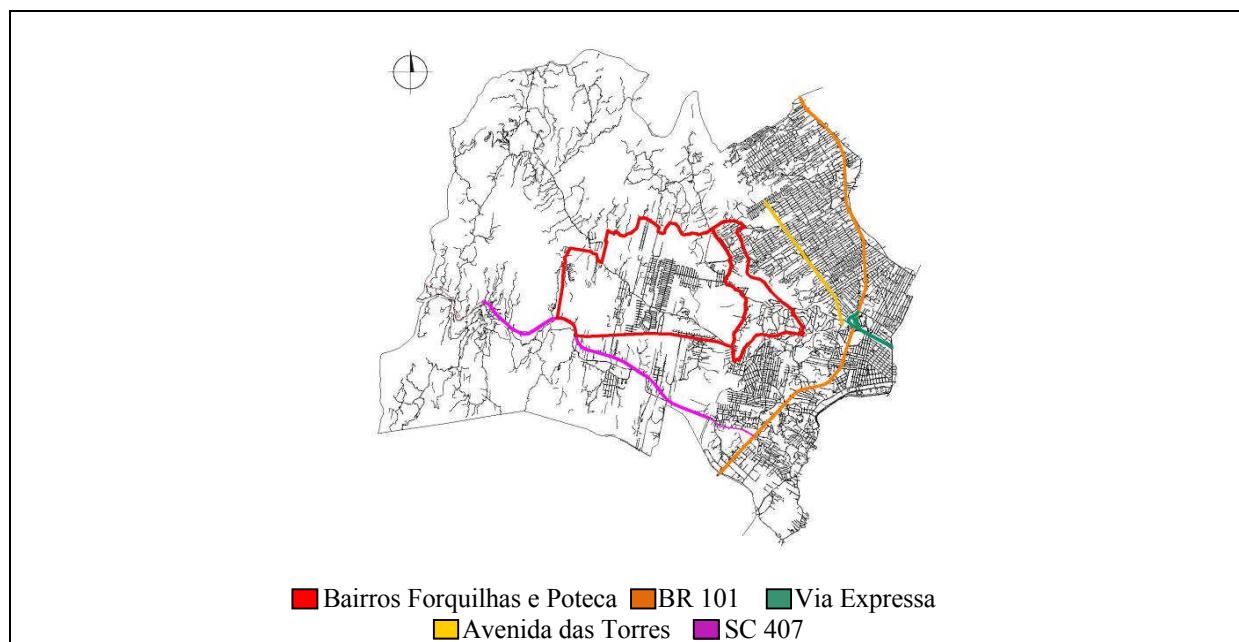 Bairros Forquilhas e Poteca BR 101 Via Expressa
Avenida das Torres SC 407